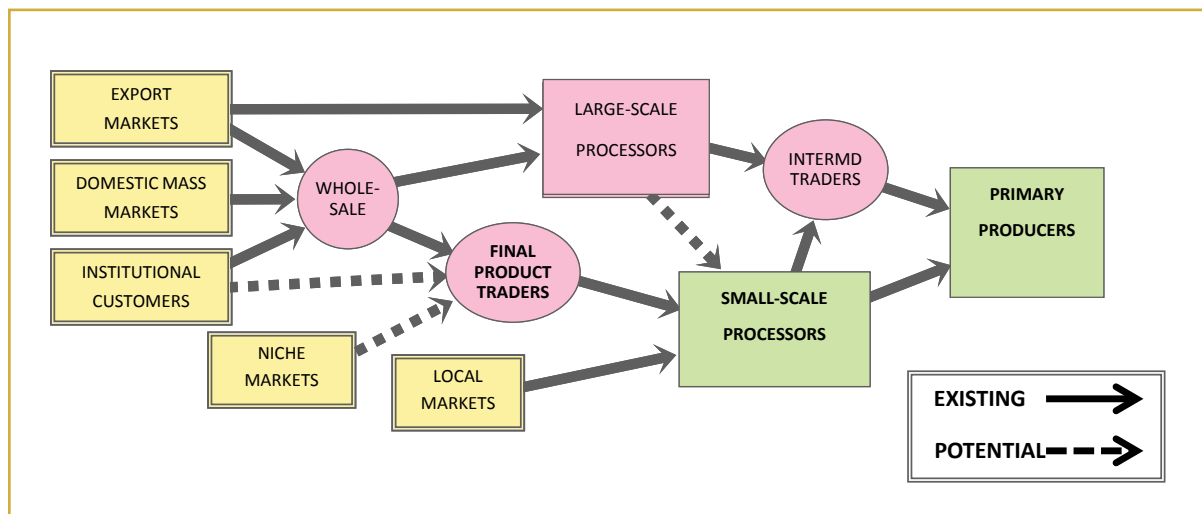 EXPORT
MARKETS
DOMESTIC MASS
MARKETS
INSTITUTIONAL
CUSTOMERS
NICHE
MARKETS
LOCAL
MARKETS
WHOLE-
SALE
FINAL
PRODUCT
TRADERS
LARGE-SCALE
PROCESSORS
SMALL-SCALE
PROCESSORS
INTERMD
TRADERS
PRIMARY
PRODUCERS
EXISTING
POTENTIAL